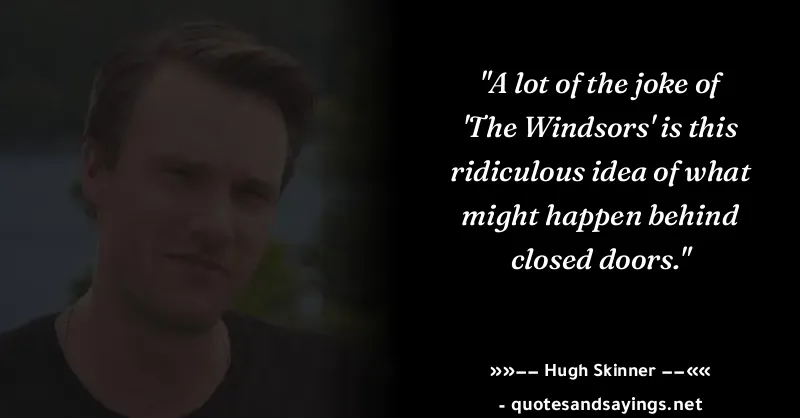 "A lot of the joke of
'The Windsors' is this
ridiculous idea of what
might happen behind
closed doors."
»»−− Hugh Skinner −−««
- quotesandsayings.net